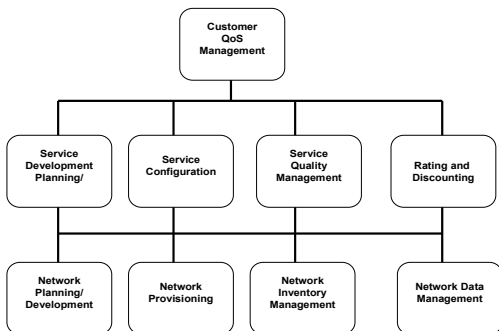 Customer
QoS
Management
Service
Development
Planning/
Service
Configuration
Service
Quality
Management
Rating and
Discounting
Network
Planning/
Development
Network
Provisioning
Network
Inventory
Management
Network Data
Management